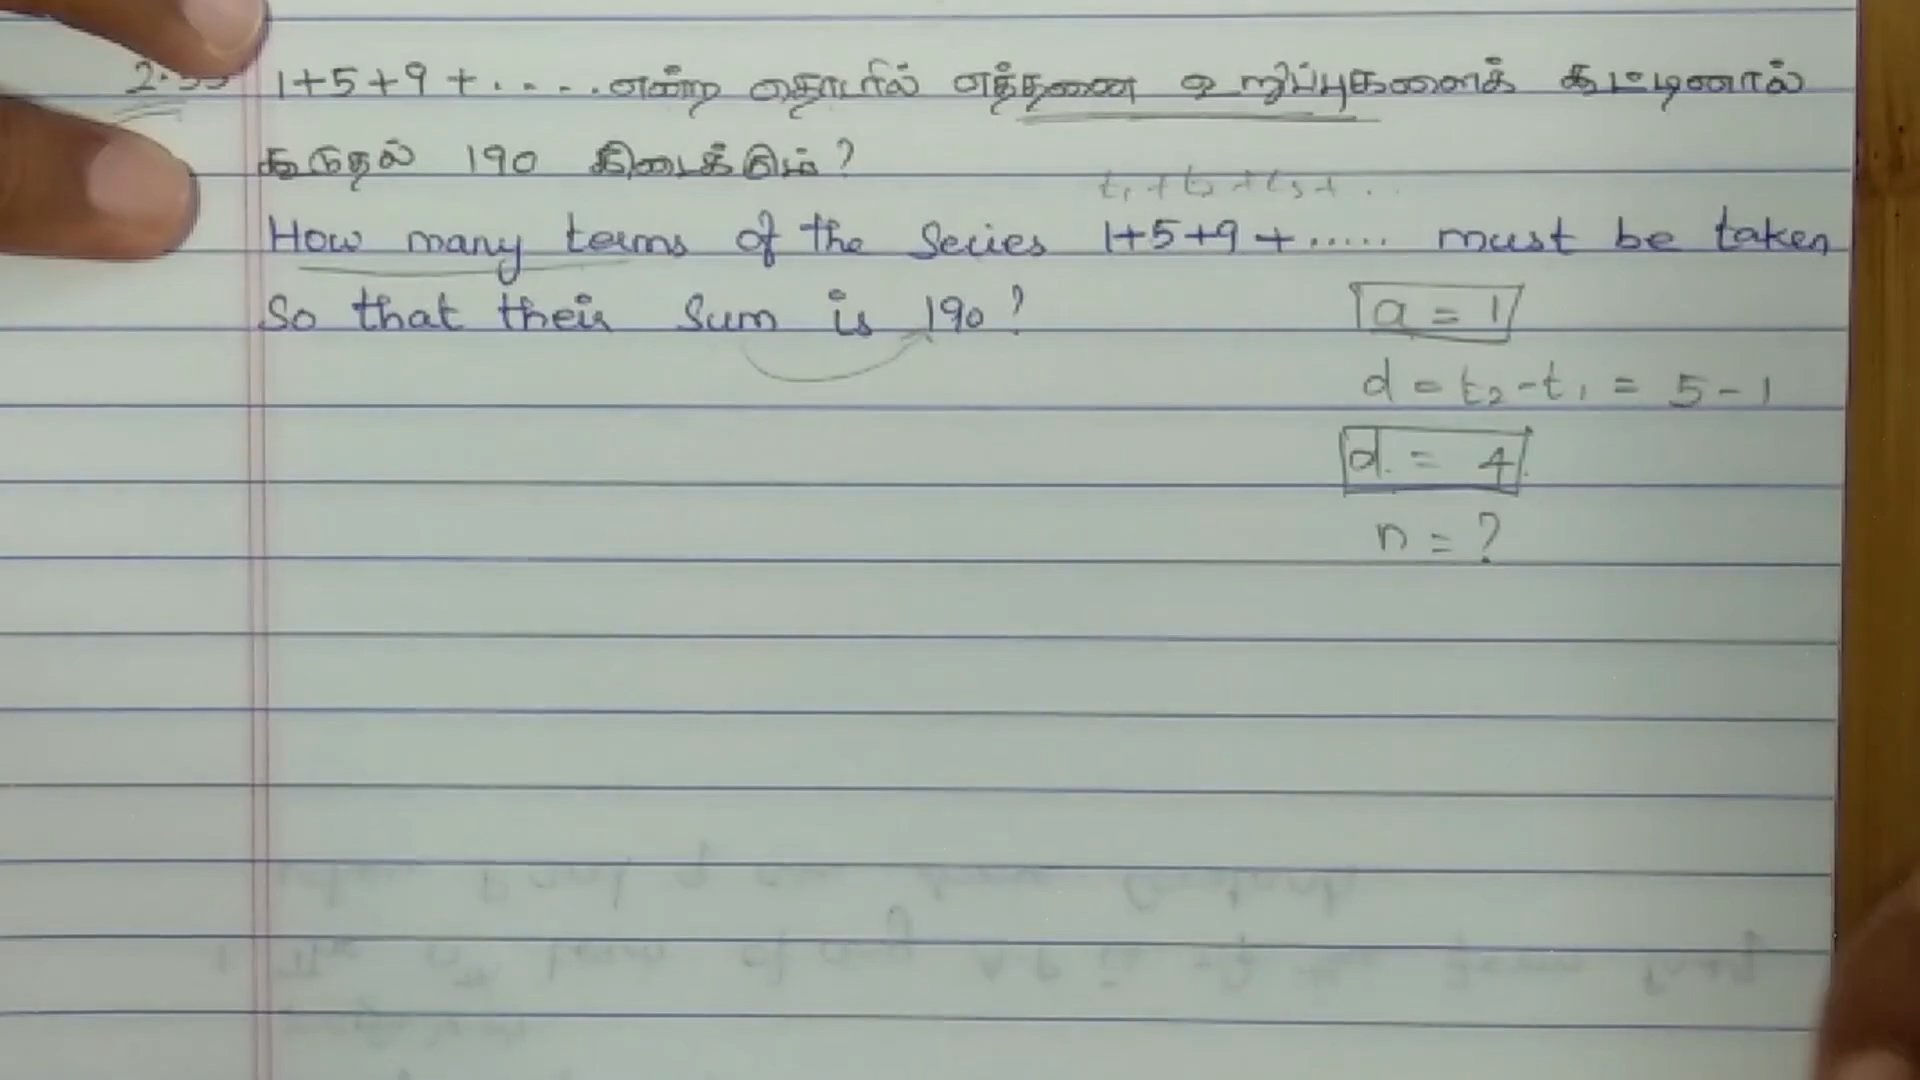 1+5+9+..... என்ற தொடரில் எத்தனை உறுப்புகளைக் கூட்டினால்
கூடுதல் 190 கிடைக்கும்?
t₁+t₂+t₃+...
How many terms of the Series 1+5+9+..... must be taken
So that their Sum is 190?
a = 1
d = t₂-t₁ = 5-1
d = 4
n = ?